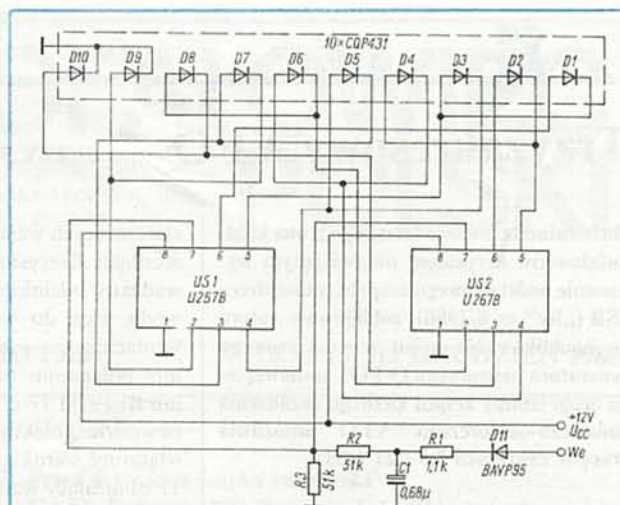 10×CQP431
D10 D9 D8 D7 D6 D5 D4 D3 D2 D1
8 7 6 5
US1
U257B
1 2 3 4
8 7 6 5
US2
U267B
1 2 3 4
+12V
UCC
R2
51k
R1
1,1k
D11
BAYP95
We
R3
51k
C1
0,68μ